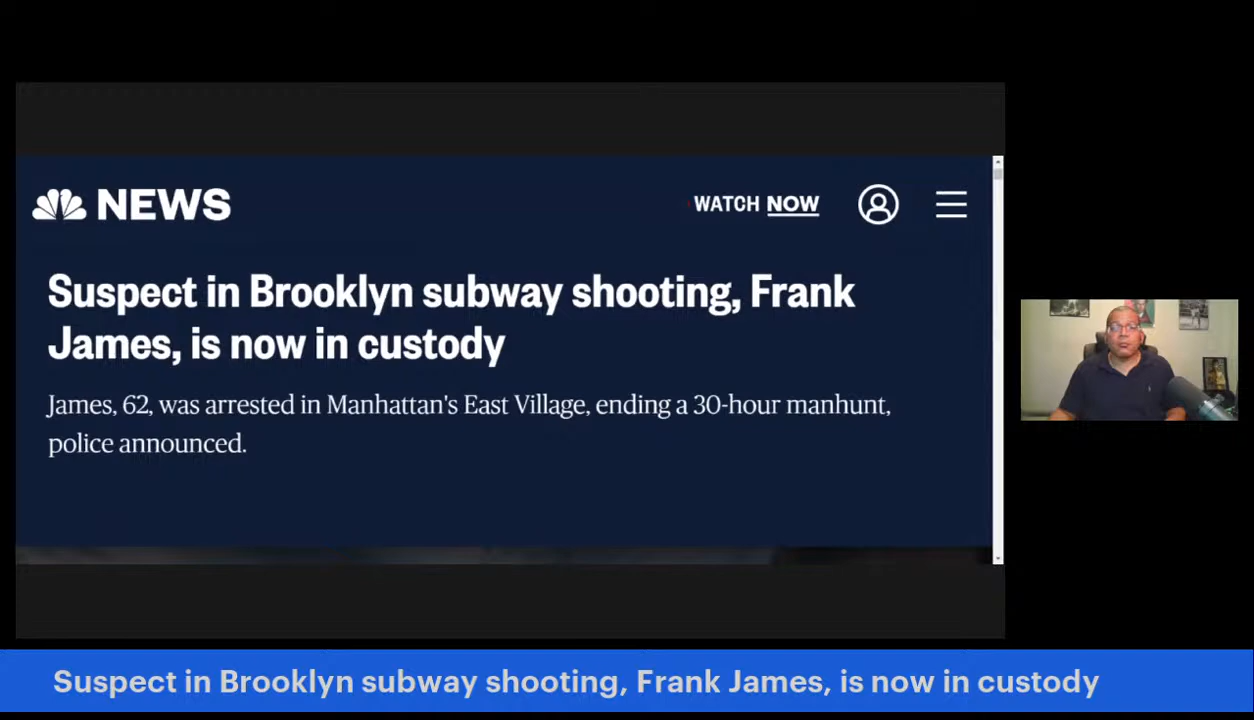 NEWS
WATCH NOW
Suspect in Brooklyn subway shooting, Frank
James, is now in custody
James, 62, was arrested in Manhattan's East Village, ending a 30-hour manhunt,
police announced.
Suspect in Brooklyn subway shooting, Frank James, is now in custody